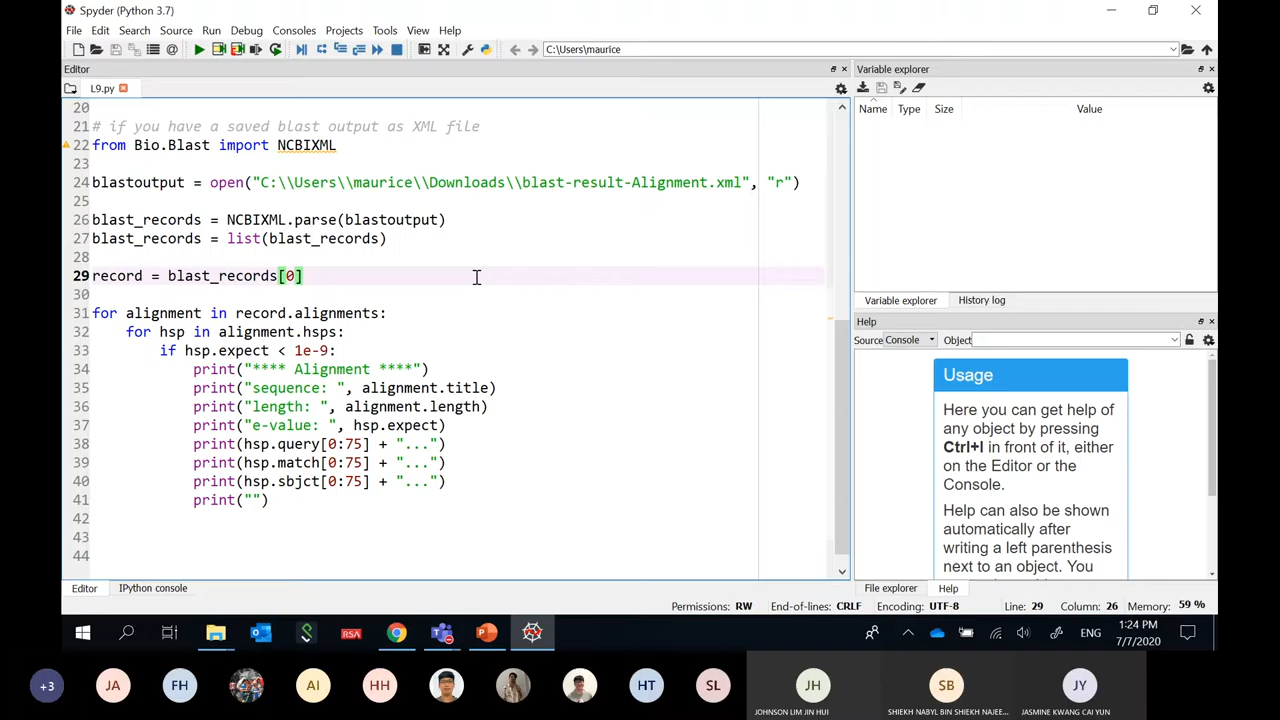 Spyder (Python 3.7)
File Edit Search Source Run Debug Consoles Projects Tools View Help
C:\Users\maurice
Editor
L9.py
20
21 # if you have a saved blast output as XML file
22 from Bio.Blast import NCBIXML
23
24 blastoutput = open("C:\\Users\\maurice\\Downloads\\blast-result-Alignment.xml", "r")
25
26 blast_records = NCBIXML.parse(blastoutput)
27 blast_records = list(blast_records)
28
29 record = blast_records[0]
30
31 for alignment in record.alignments:
32 for hsp in alignment.hsps:
33 if hsp.expect < 1e-9:
34 print("**** Alignment ****")
35 print("sequence: ", alignment.title)
36 print("length: ", alignment.length)
37 print("e-value: ", hsp.expect)
38 print(hsp.query[0:75] + "...")
39 print(hsp.match[0:75] + "...")
40 print(hsp.sbjct[0:75] + "...")
41 print("")
42
43
44
Editor IPython console
Variable explorer
Name Type Size Value
Variable explorer History log
Help
Source Console Object
Usage
Here you can get help of
any object by pressing
Ctrl+I in front of it, either
on the Editor or the
Console.
Help can also be shown
automatically after
writing a left parenthesis
next to an object. You
File explorer Help
Permissions: RW End-of-lines: CRLF Encoding: UTF-8 Line: 29 Column: 26 Memory: 59 %
RSA
ENG
1:24 PM
7/7/2020
+3 JA FH AI HH HT SL JH SB JY
JOHNSON LIM JIN HUI SHIEKH NABYL BIN SHIEKH NAJEE... JASMINE KWANG CAI YUN